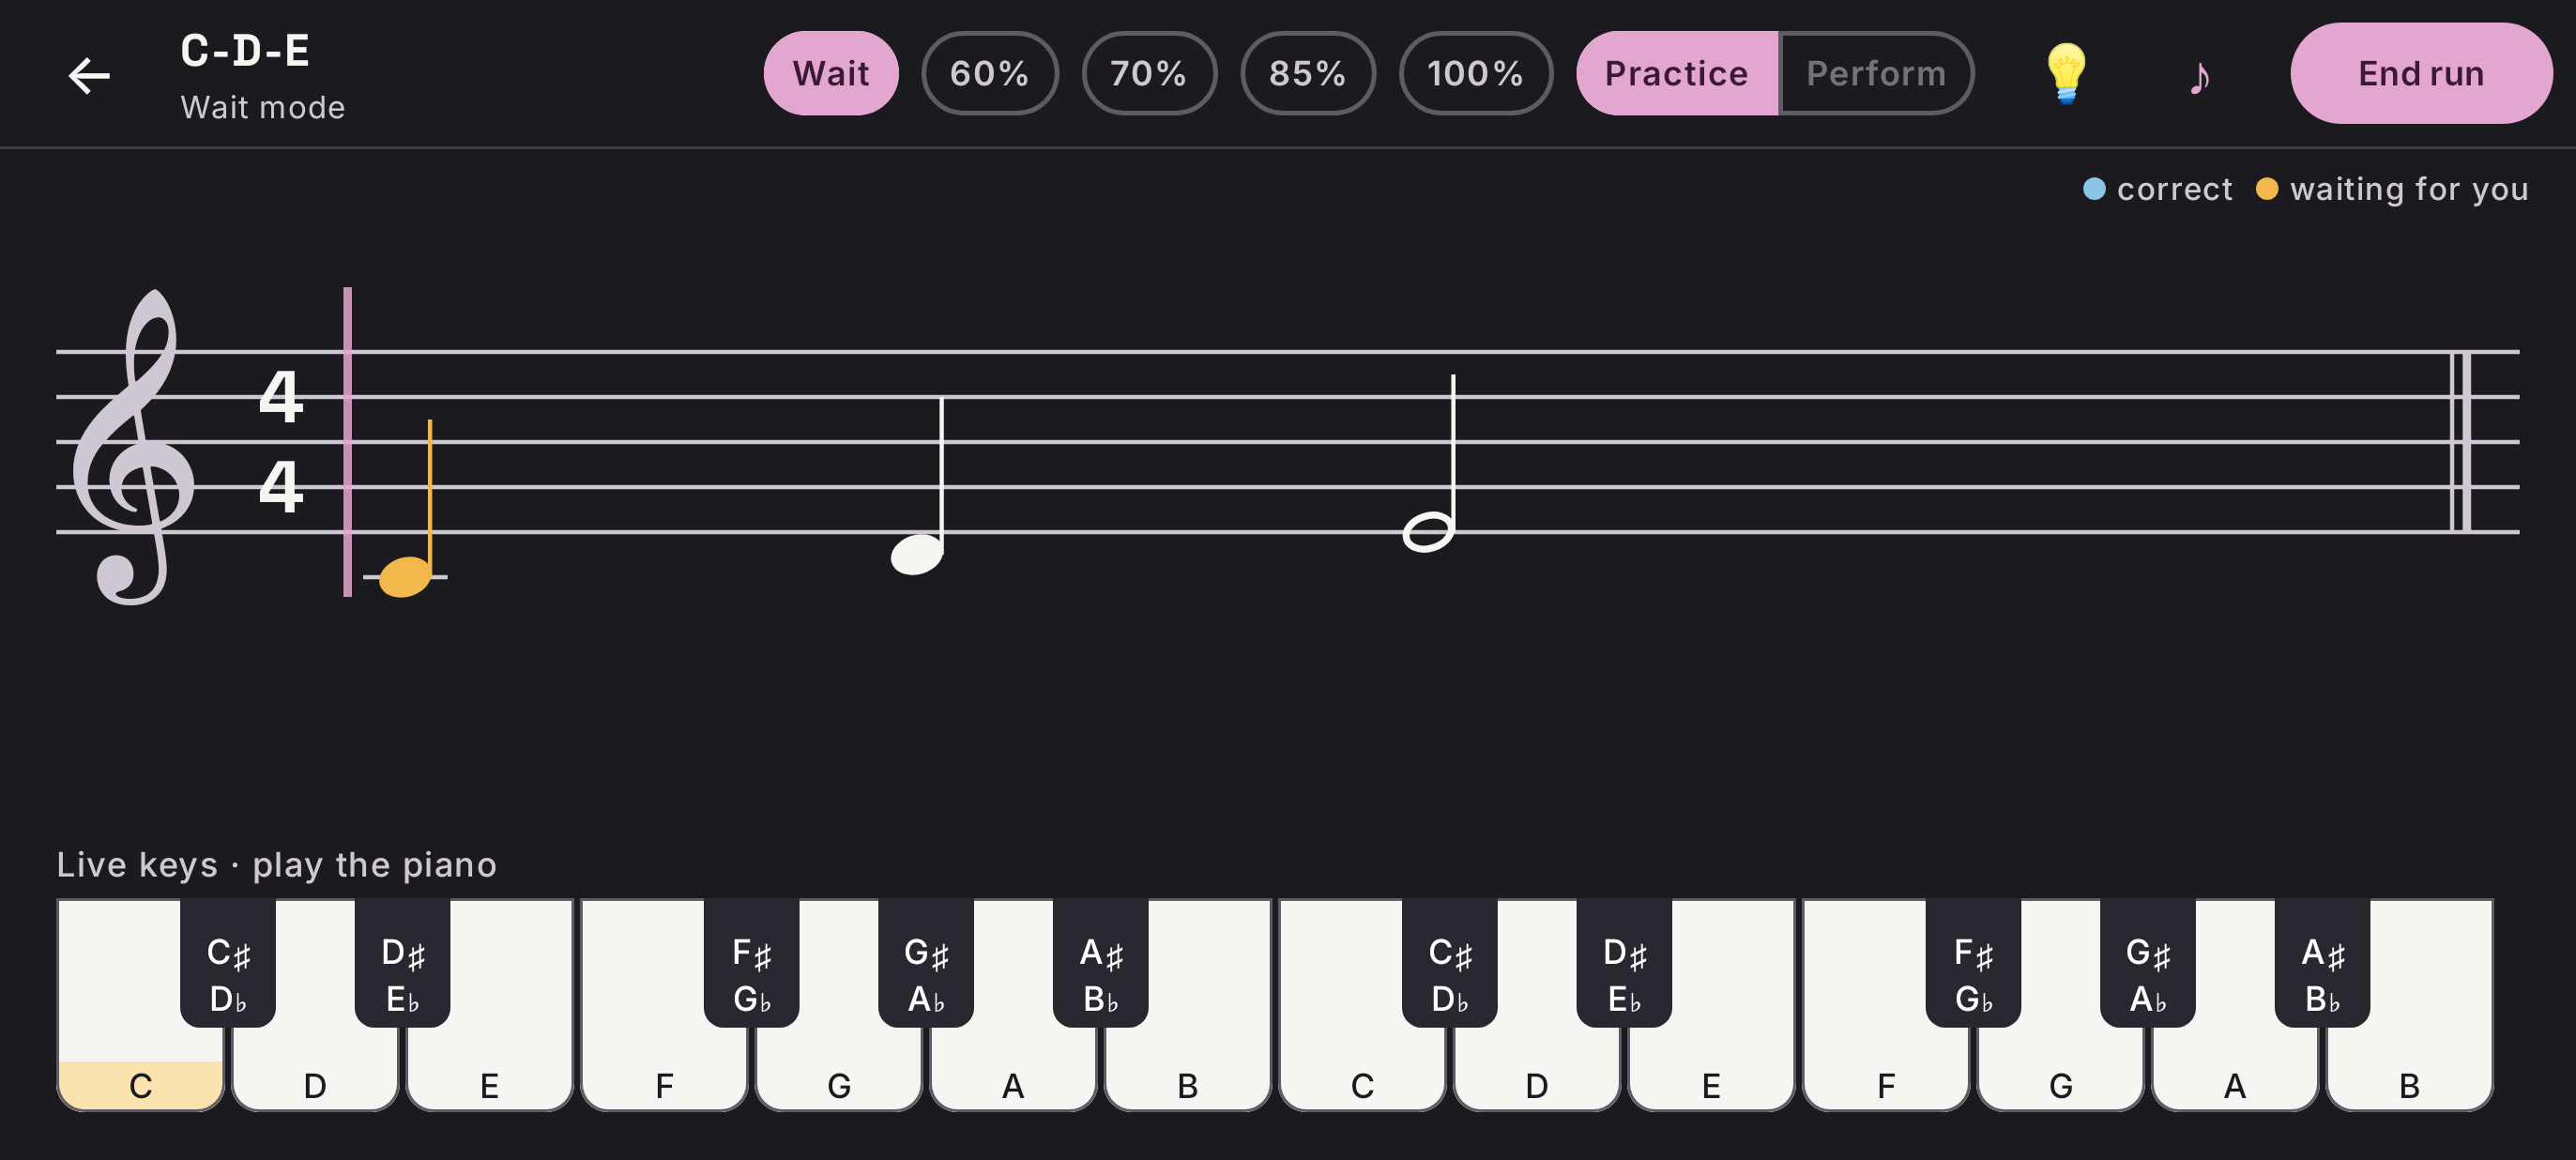 C-D-E
Wait mode
Wait 60% 70% 85% 100% Practice Perform End run
correct waiting for you
4
4
Live keys · play the piano
C♯ D♯ F♯ G♯ A♯ C♯ D♯ F♯ G♯ A♯
D♭ E♭ G♭ A♭ B♭ D♭ E♭ G♭ A♭ B♭
C D E F G A B C D E F G A B